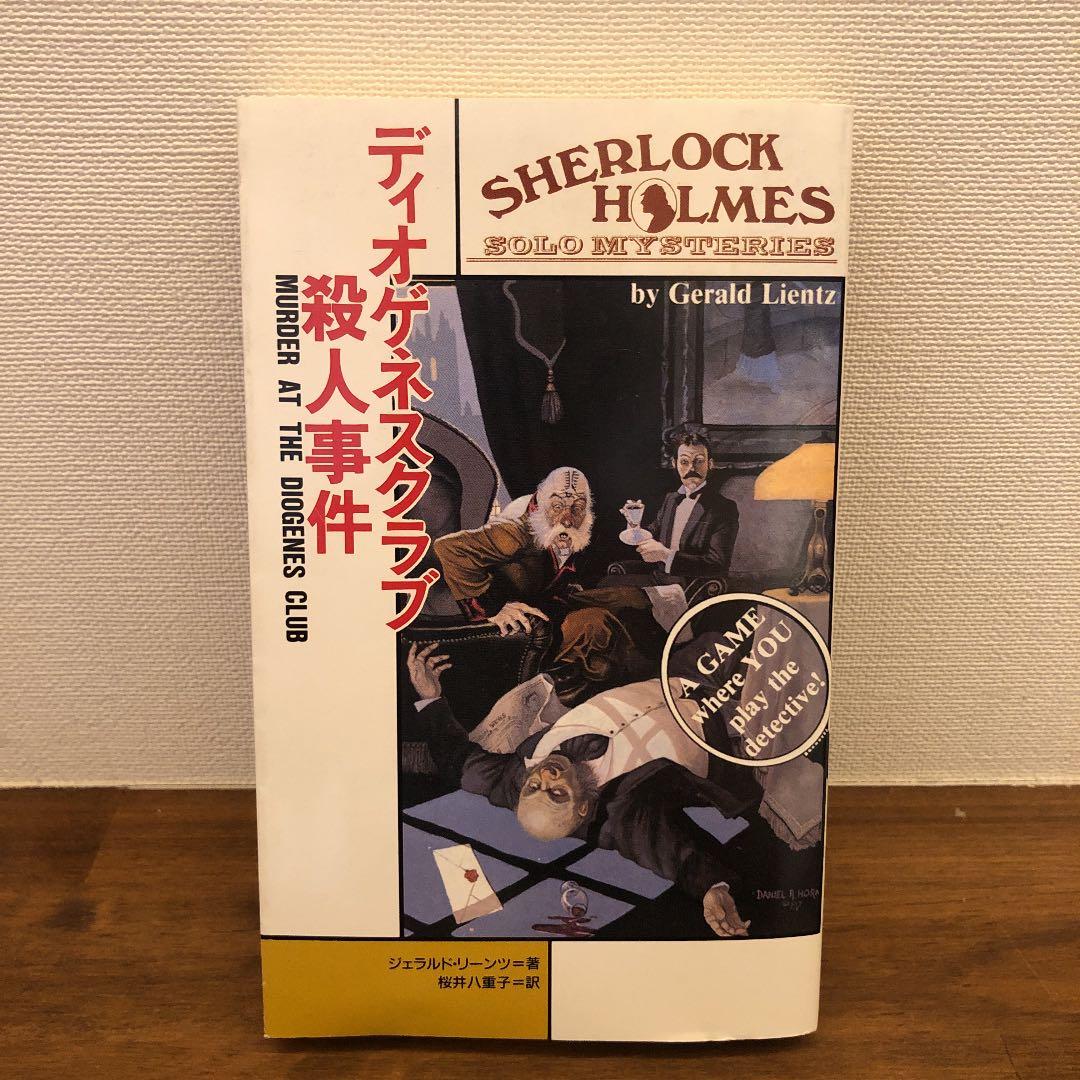 ディオゲネスクラブ
殺人事件
MURDER AT THE DIOGENES CLUB
SHERLOCK
HOLMES
SOLO MYSTERIES
by Gerald Lientz
A GAME
where YOU
play the
detective!
DANIEL R. HORNE
ジェラルド・リーンツ＝著
桜井八重子＝訳